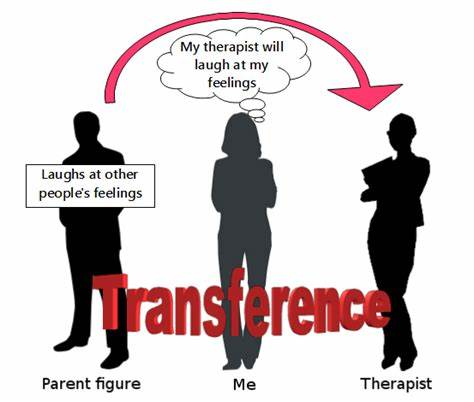 My therapist will
laugh at my
feelings
Laughs at other
people's feelings
Transference
Parent figure
Me
Therapist